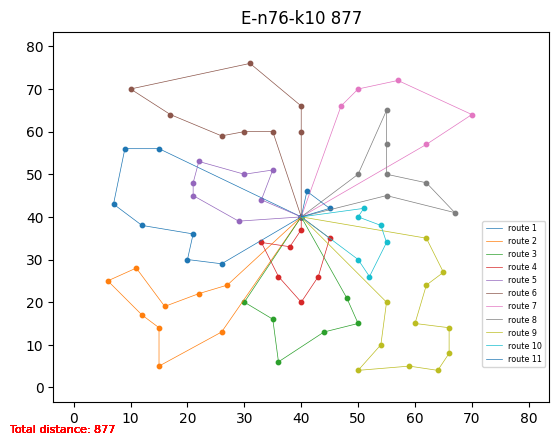 E-n76-k10 877
80
70
60
50
40
30
20
10
0
route 1
route 2
route 3
route 4
route 5
route 6
route 7
route 8
route 9
route 10
route 11
0 10 20 30 40 50 60 70 80
Total distance: 877